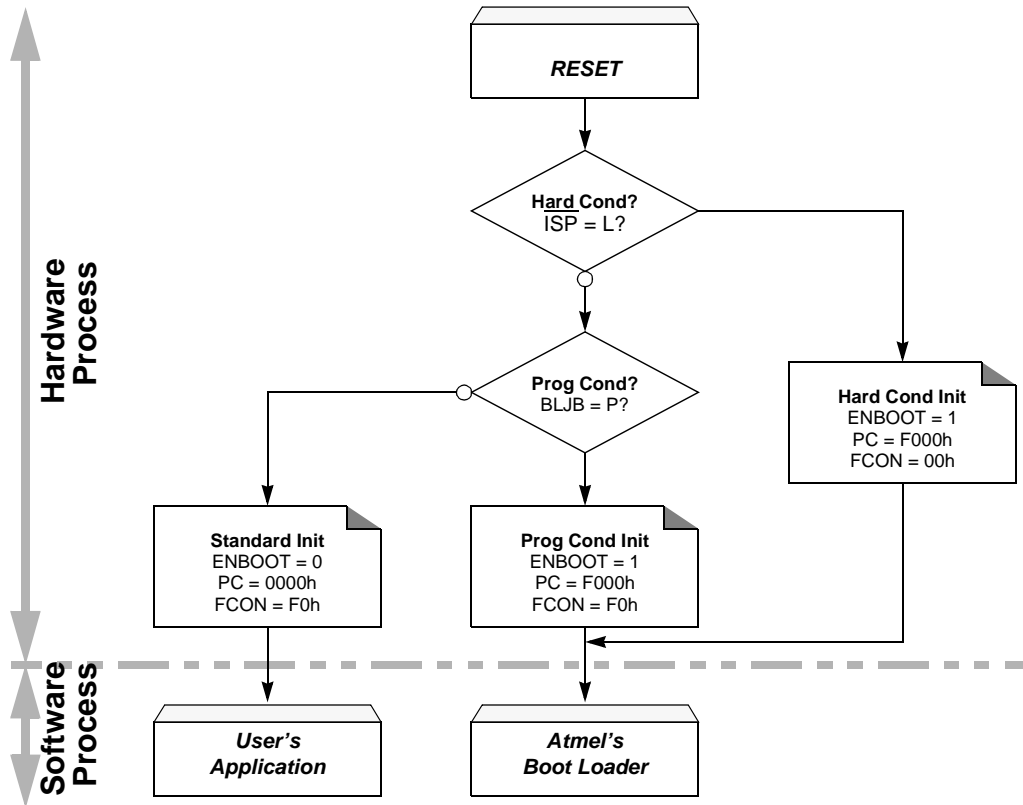 RESET
Hard Cond?
ISP = L?
Hardware
Process
Prog Cond?
BLJB = P?
Hard Cond Init
ENBOOT = 1
PC = F000h
FCON = 00h
Standard Init
ENBOOT = 0
PC = 0000h
FCON = F0h
Prog Cond Init
ENBOOT = 1
PC = F000h
FCON = F0h
Software
Process
User's
Application
Atmel's
Boot Loader